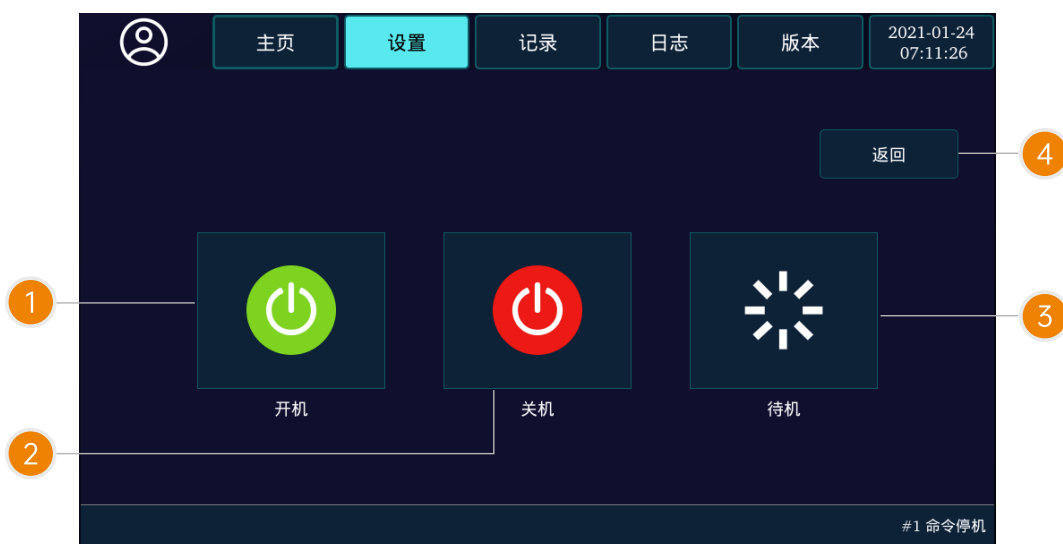 主页
设置
记录
日志
版本
2021-01-24
07:11:26
返回
4
1
3
开机
关机
待机
2
#1 命令停机